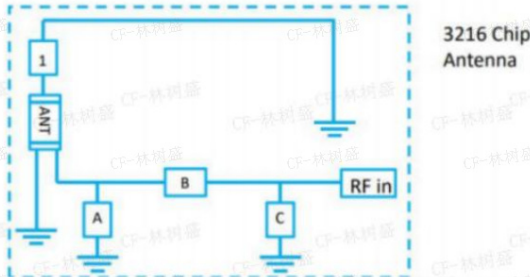 3216 Chip
Antenna
1
ANT
B
RF in
A
C
CF-林树盛